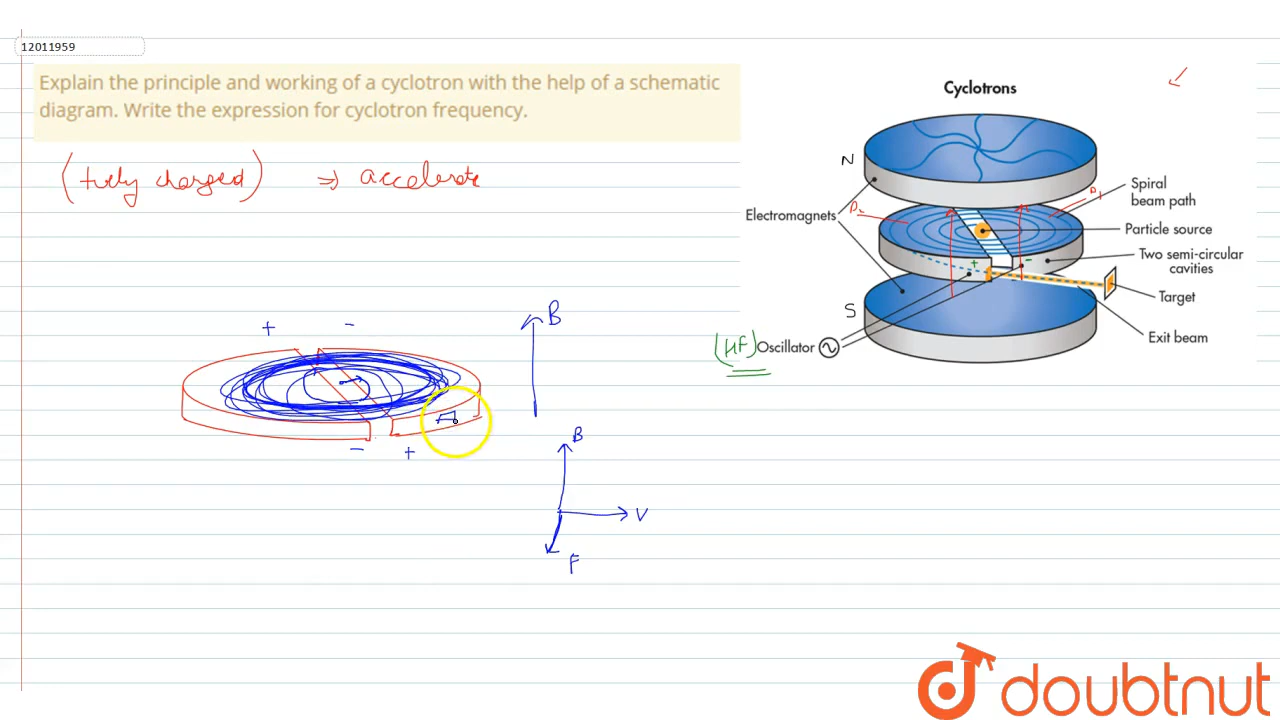 12011959
Explain the principle and working of a cyclotron with the help of a schematic
diagram. Write the expression for cyclotron frequency.
(fully charged) ⇒ accelerate
Cyclotrons
N
Electromagnets
D2
D1
Spiral
beam path
Particle source
Two semi-circular
cavities
+
-
Target
S
Exit beam
(HF) Oscillator
+ -
- +
B
B
V
F
doubtnut